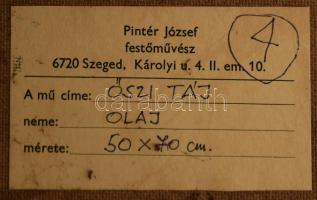 Pintér József
festőművész
6720 Szeged, Károlyi u. 4. II. em. 10.
4
A mű címe: ŐSZI TÁJ
neme: OLAJ
mérete: 50 X 70 cm.
darabanth